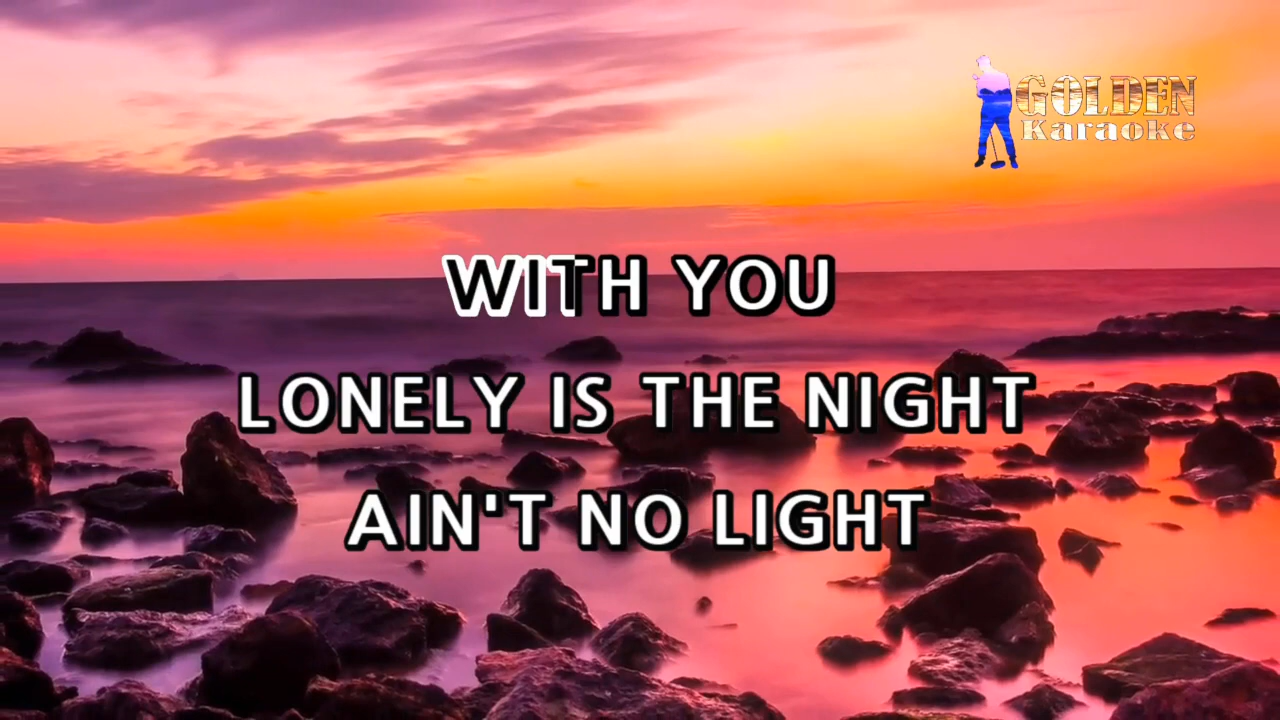 GOLDEN
Karaoke
WITH YOU
LONELY IS THE NIGHT
AIN'T NO LIGHT